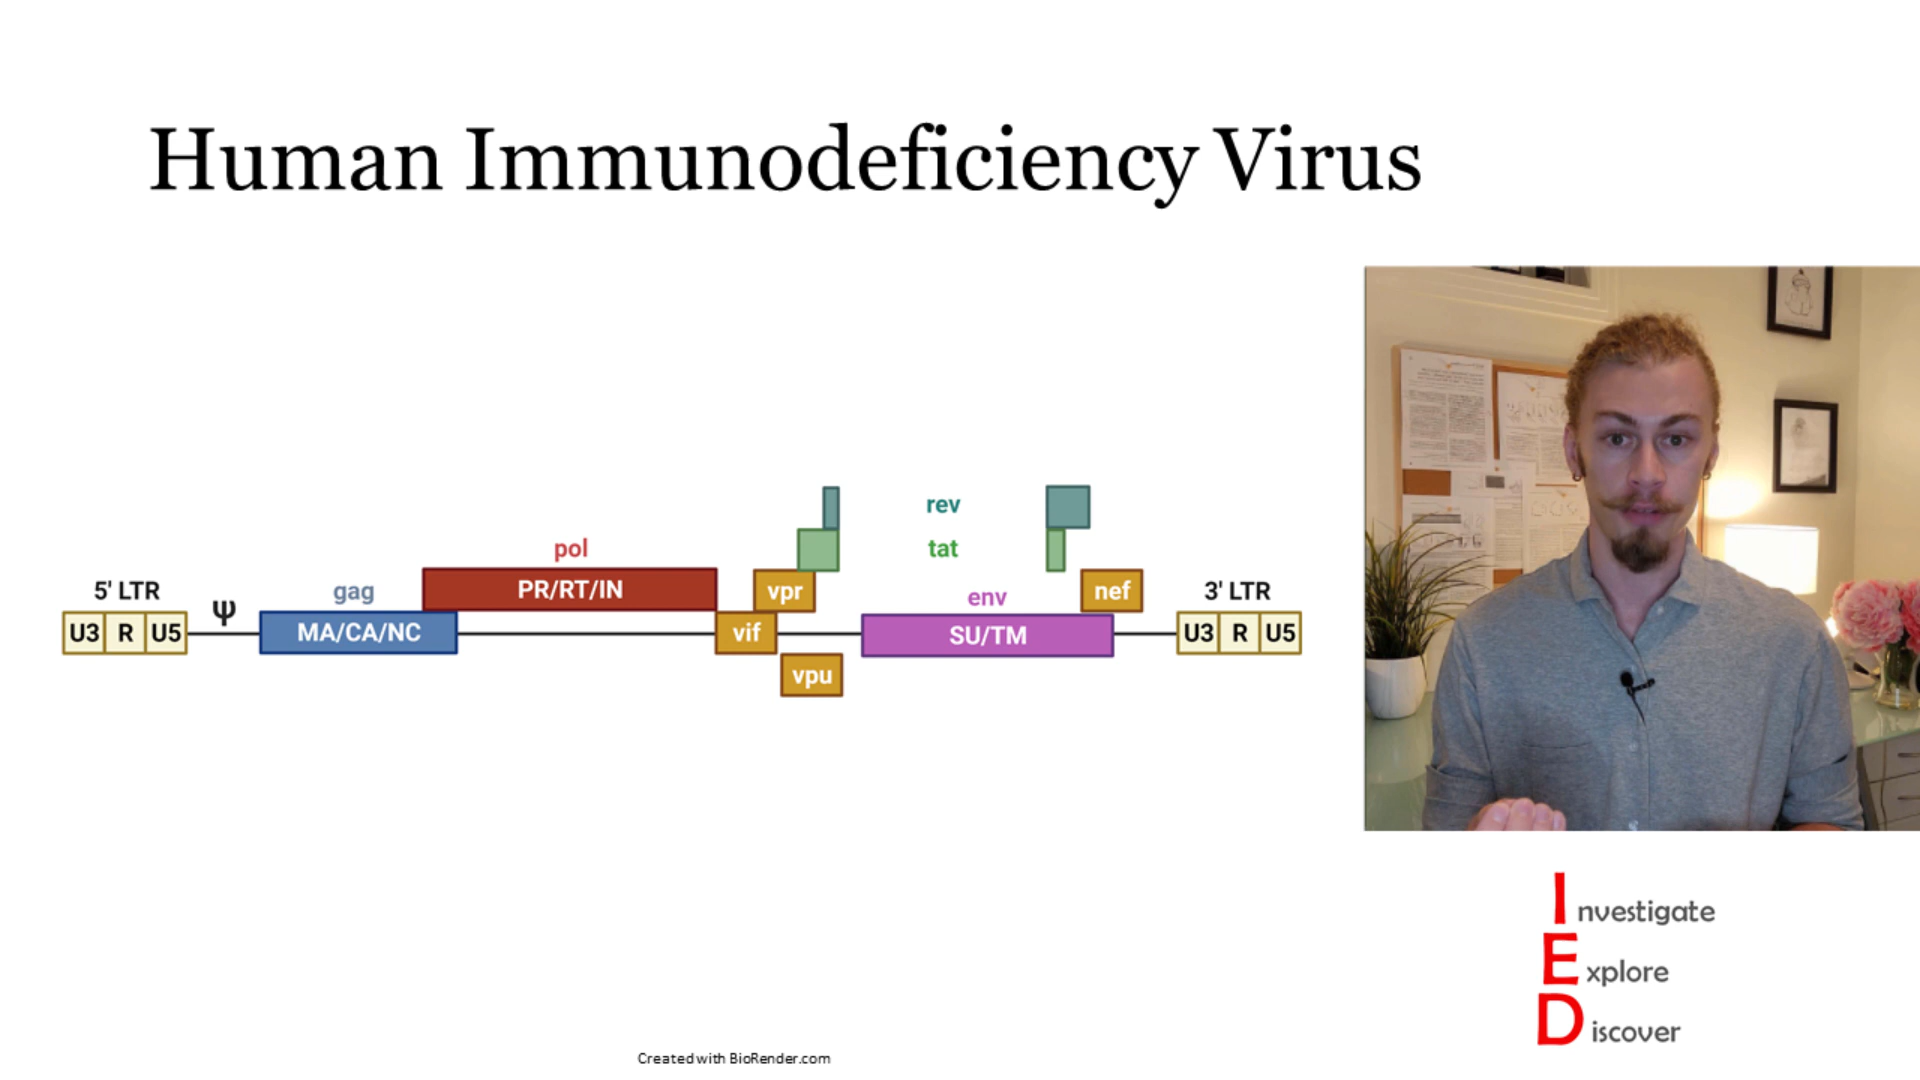 Human Immunodeficiency Virus
rev
pol
tat
5' LTR
ψ
gag
PR/RT/IN
vpr
env
nef
3' LTR
U3 R U5
MA/CA/NC
vif
SU/TM
U3 R U5
vpu
Investigate
Explore
Discover
Created with BioRender.com